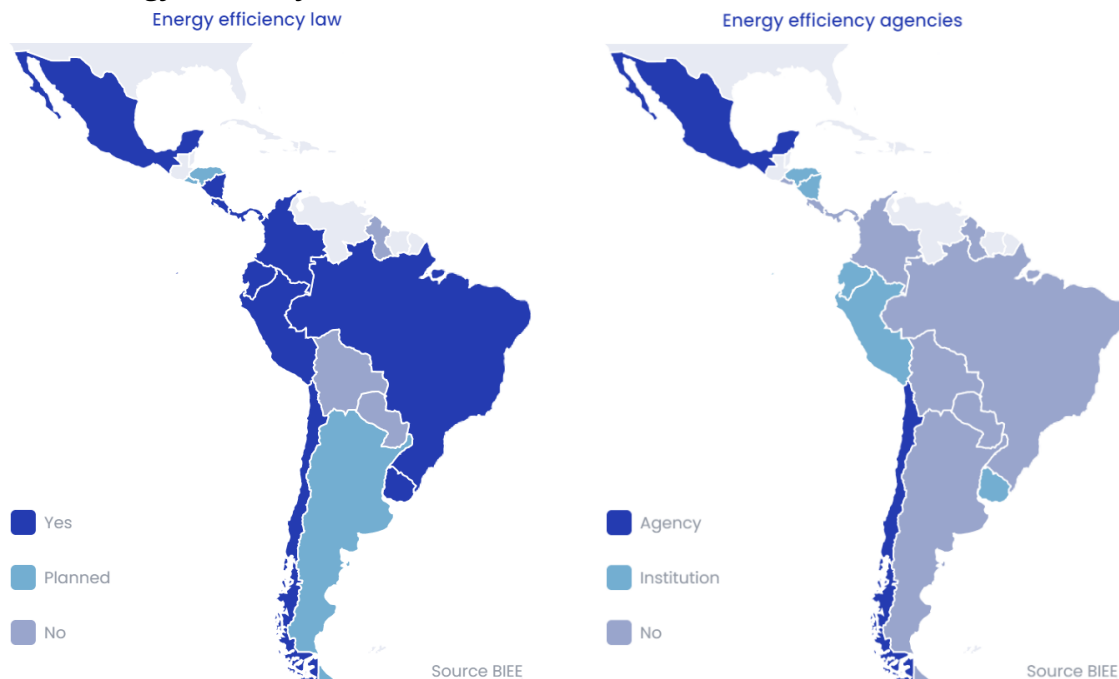 Energy efficiency law
Yes
Planned
No
Source BIEE
Energy efficiency agencies
Agency
Institution
No
Source BIEE